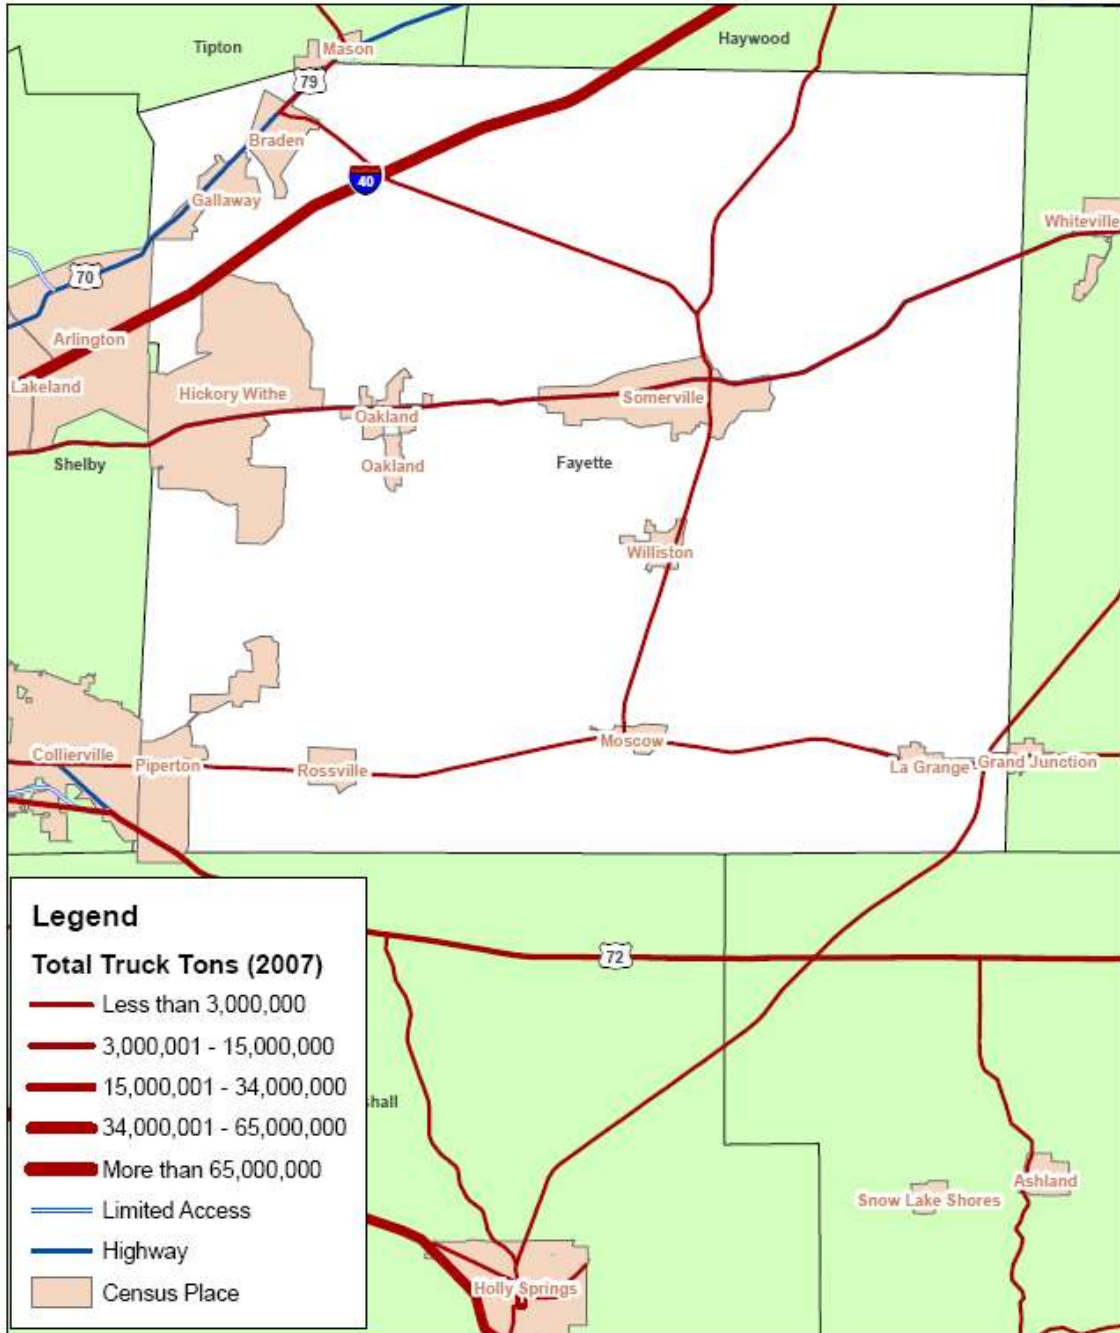 Tipton
Mason
Haywood
79
Braden
40
Gallaway
Whiteville
70
Arlington
Lakeland
Hickory Withe
Somerville
Oakland
Shelby
Oakland
Fayette
Williston
Moscow
Collierville
Piperton
Rossville
La Grange
Grand Junction
Legend
Total Truck Tons (2007)
72
Less than 3,000,000
3,000,001 - 15,000,000
15,000,001 - 34,000,000
shall
34,000,001 - 65,000,000
More than 65,000,000
Ashland
Snow Lake Shores
Limited Access
Highway
Holly Springs
Census Place